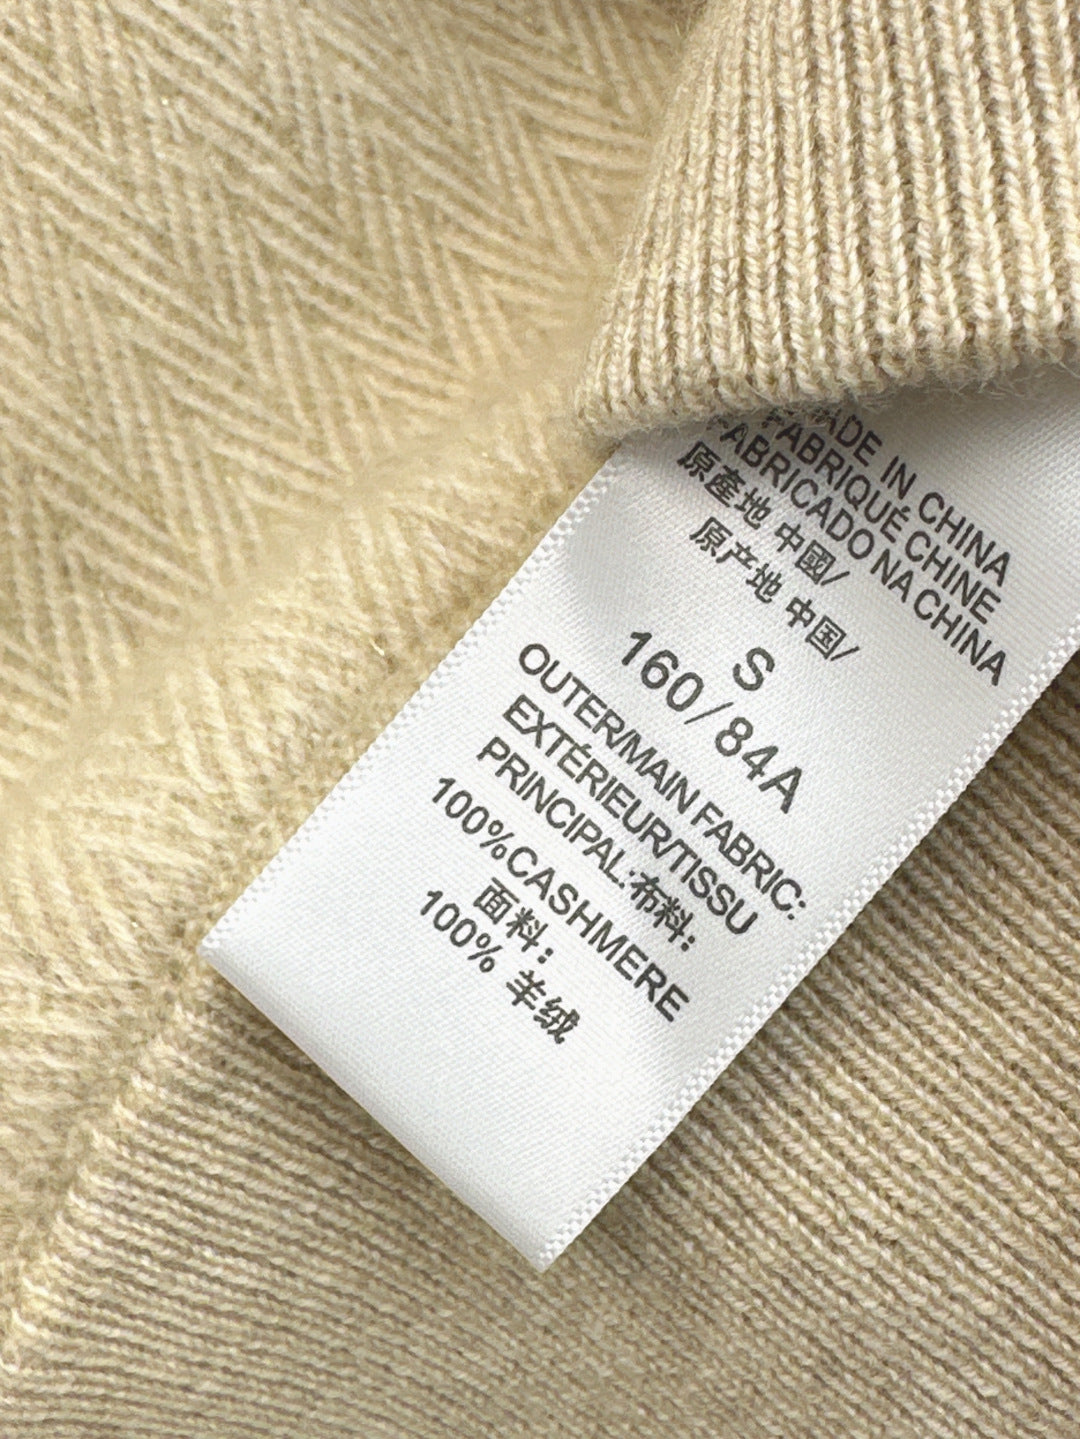 MADE IN CHINA
FABRIQUÉ CHINE
FABRICADO NA CHINA
原產地 中國/
原产地 中国/
S
160/84A
OUTER/MAIN FABRIC:
EXTÉRIEUR/TISSU
PRINCIPAL:布料:
100%CASHMERE
面料:
100% 羊绒